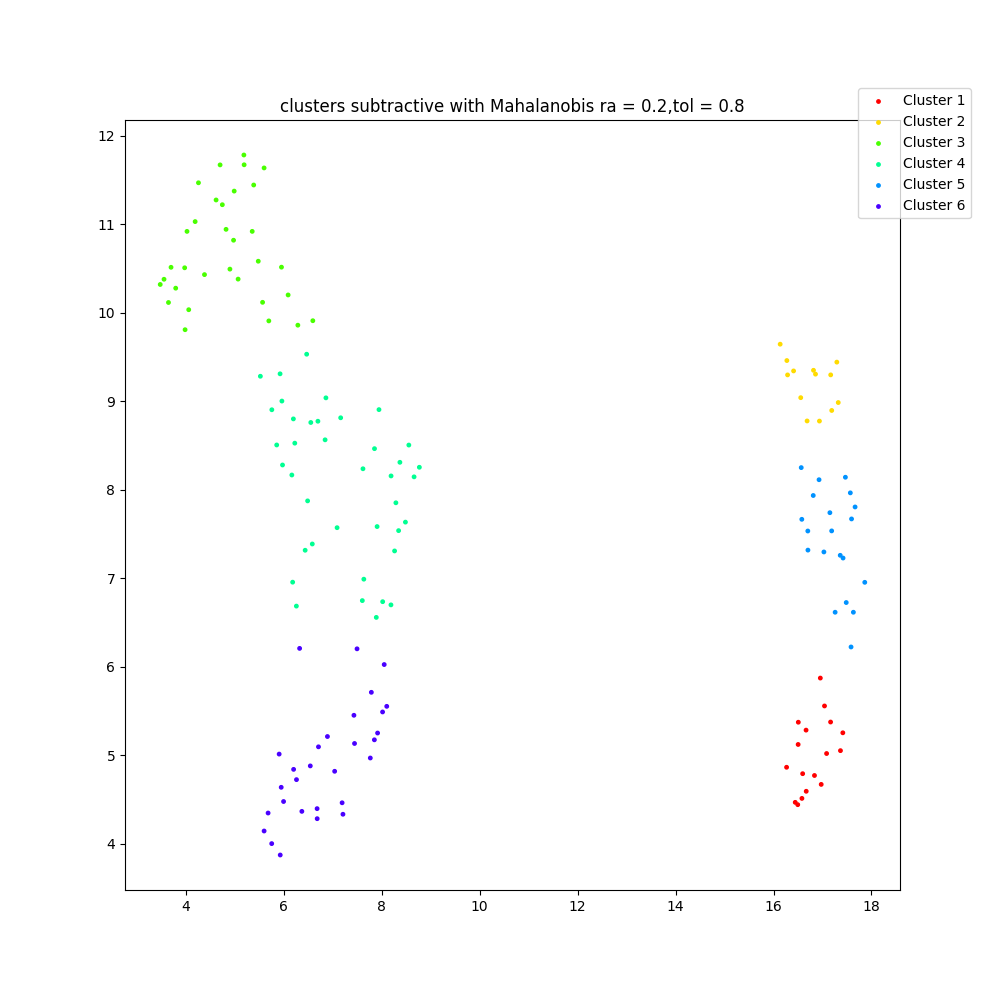 clusters subtractive with Mahalanobis ra = 0.2,tol = 0.8
Cluster 1
Cluster 2
Cluster 3
Cluster 4
Cluster 5
Cluster 6
12
11
10
9
8
7
6
5
4
4 6 8 10 12 14 16 18